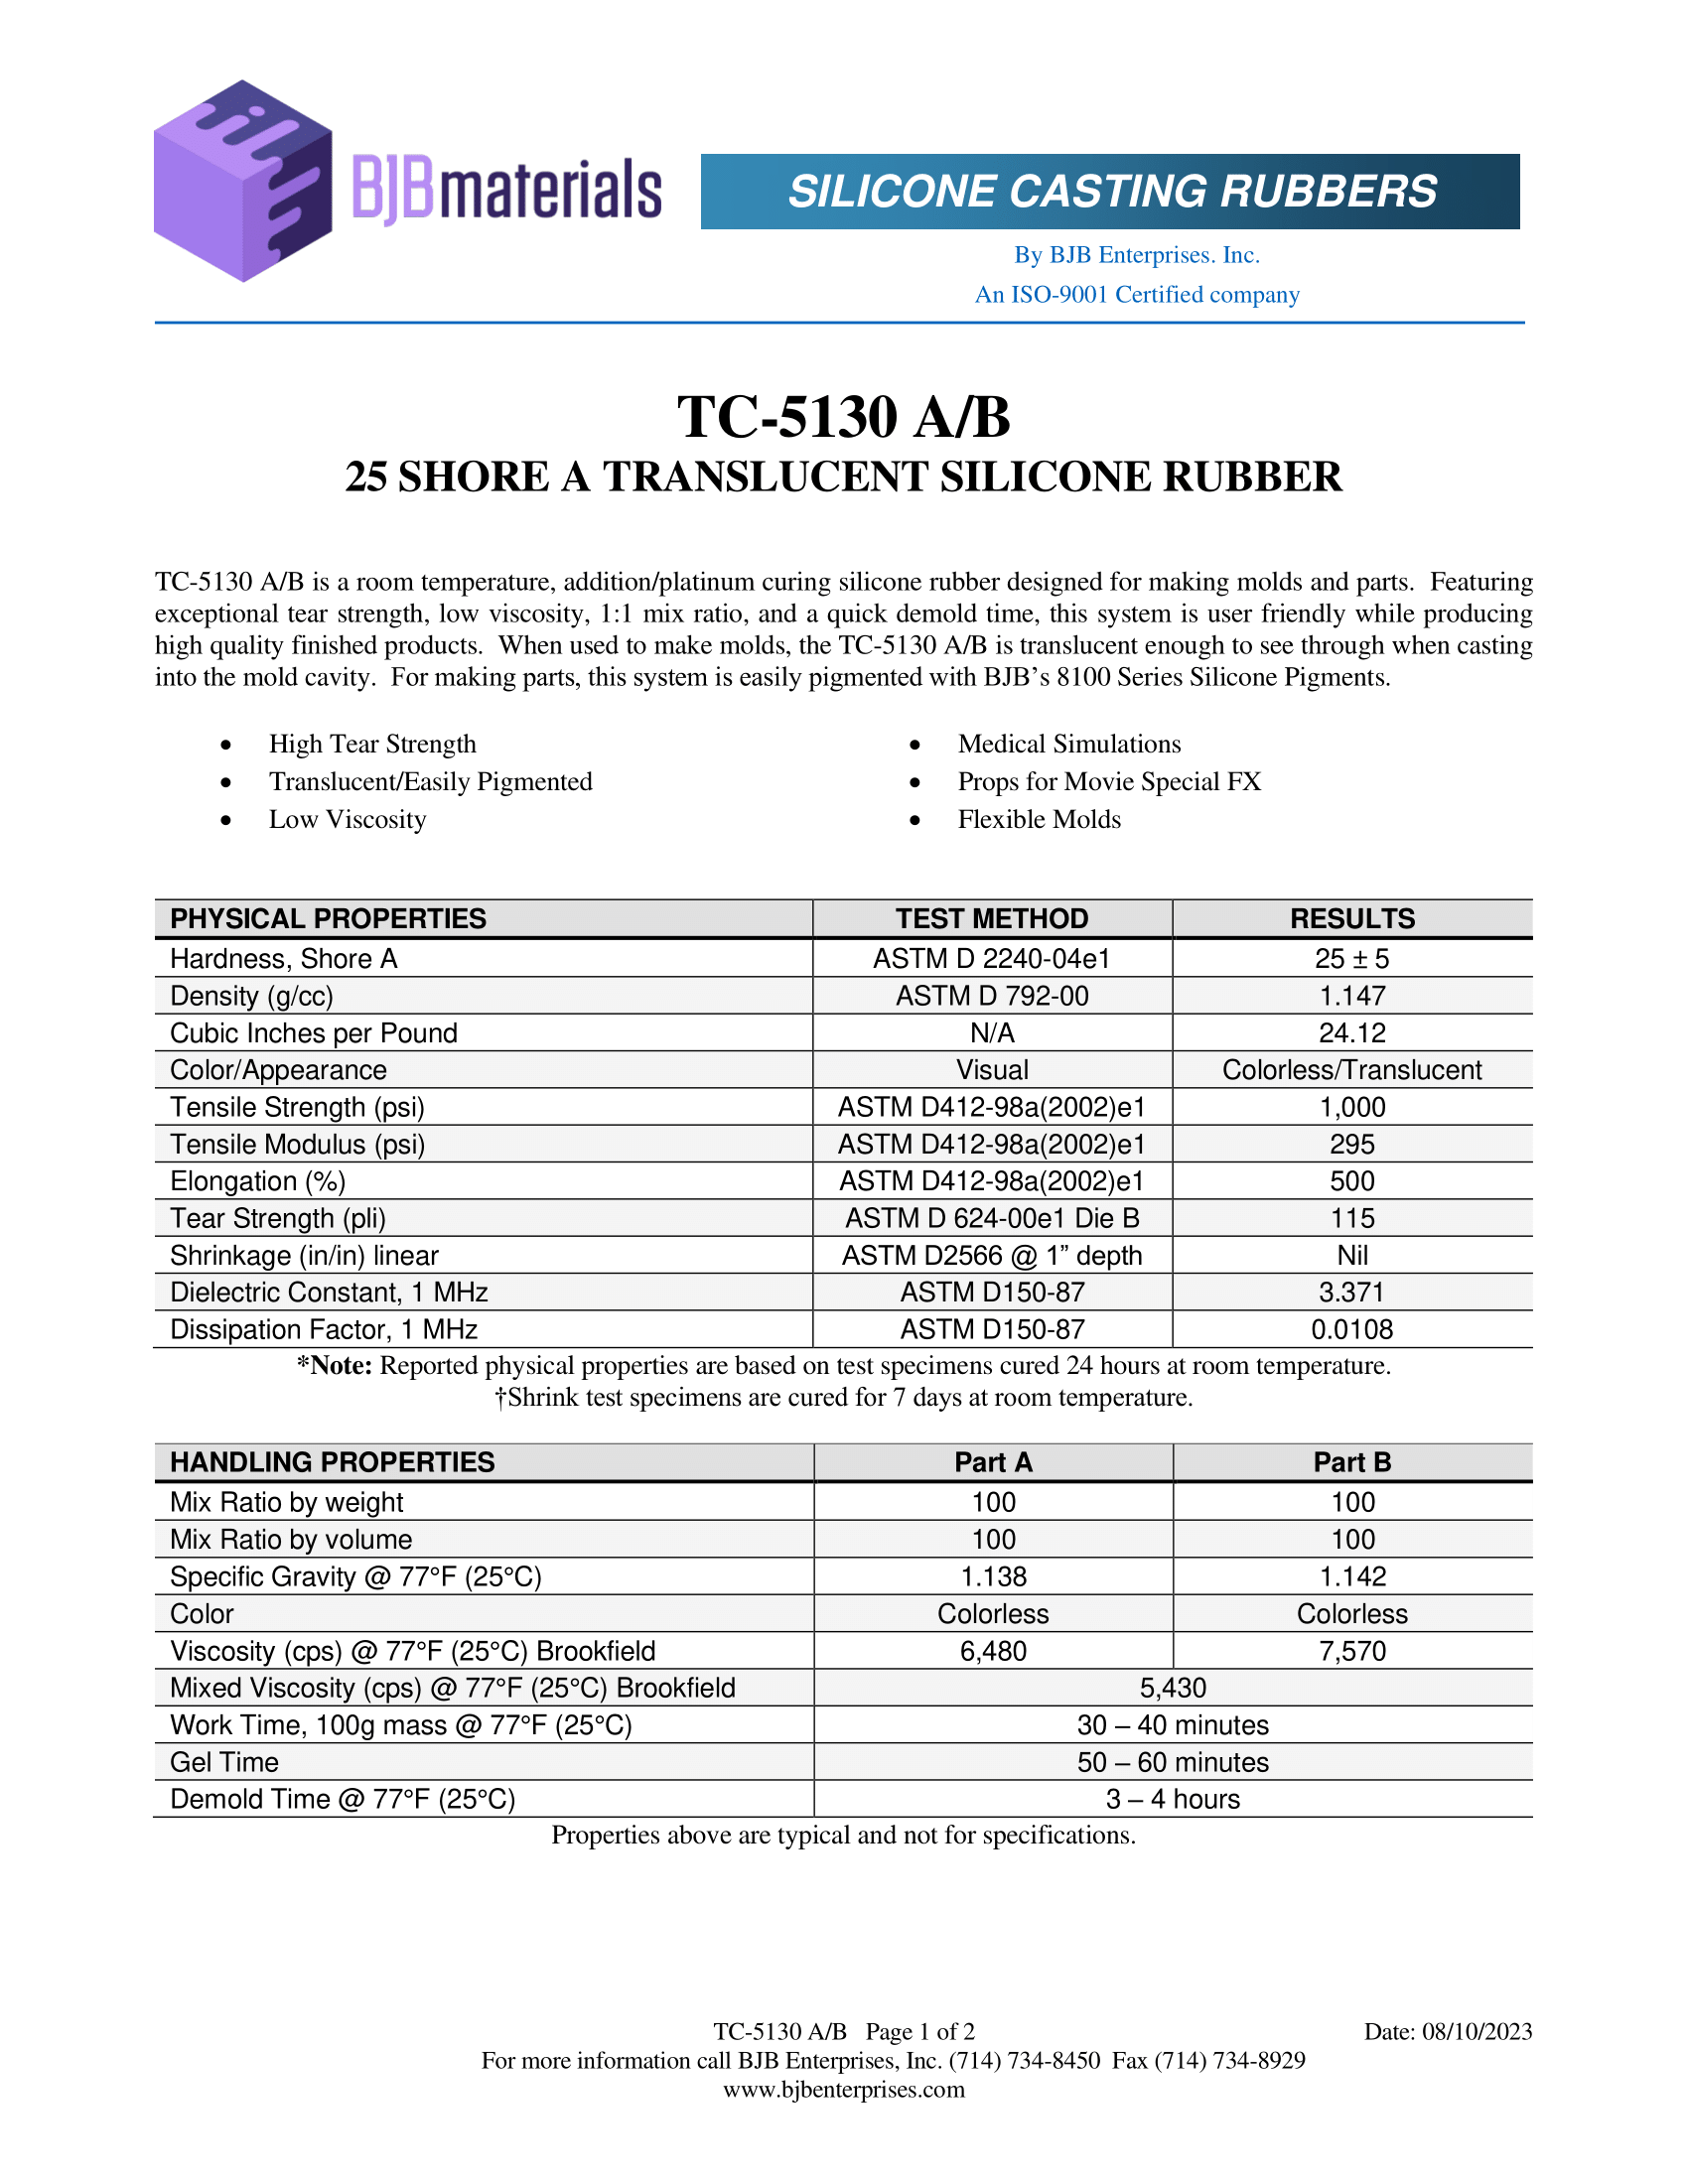 BJBmaterials
SILICONE CASTING RUBBERS
By BJB Enterprises. Inc.
An ISO-9001 Certified company
TC-5130 A/B
25 SHORE A TRANSLUCENT SILICONE RUBBER
TC-5130 A/B is a room temperature, addition/platinum curing silicone rubber designed for making molds and parts.  Featuring
exceptional tear strength, low viscosity, 1:1 mix ratio, and a quick demold time, this system is user friendly while producing
high quality finished products.  When used to make molds, the TC-5130 A/B is translucent enough to see through when casting
into the mold cavity.  For making parts, this system is easily pigmented with BJB’s 8100 Series Silicone Pigments.
• High Tear Strength
• Translucent/Easily Pigmented
• Low Viscosity
• Medical Simulations
• Props for Movie Special FX
• Flexible Molds
PHYSICAL PROPERTIES TEST METHOD RESULTS
Hardness, Shore A ASTM D 2240-04e1 25 ± 5
Density (g/cc) ASTM D 792-00 1.147
Cubic Inches per Pound N/A 24.12
Color/Appearance Visual Colorless/Translucent
Tensile Strength (psi) ASTM D412-98a(2002)e1 1,000
Tensile Modulus (psi) ASTM D412-98a(2002)e1 295
Elongation (%) ASTM D412-98a(2002)e1 500
Tear Strength (pli) ASTM D 624-00e1 Die B 115
Shrinkage (in/in) linear ASTM D2566 @ 1” depth Nil
Dielectric Constant, 1 MHz ASTM D150-87 3.371
Dissipation Factor, 1 MHz ASTM D150-87 0.0108
*Note: Reported physical properties are based on test specimens cured 24 hours at room temperature.
†Shrink test specimens are cured for 7 days at room temperature.
HANDLING PROPERTIES Part A Part B
Mix Ratio by weight 100 100
Mix Ratio by volume 100 100
Specific Gravity @ 77°F (25°C) 1.138 1.142
Color Colorless Colorless
Viscosity (cps) @ 77°F (25°C) Brookfield 6,480 7,570
Mixed Viscosity (cps) @ 77°F (25°C) Brookfield 5,430
Work Time, 100g mass @ 77°F (25°C) 30 – 40 minutes
Gel Time 50 – 60 minutes
Demold Time @ 77°F (25°C) 3 – 4 hours
Properties above are typical and not for specifications.
TC-5130 A/B   Page 1 of 2 Date: 08/10/2023
For more information call BJB Enterprises, Inc. (714) 734-8450  Fax (714) 734-8929
www.bjbenterprises.com